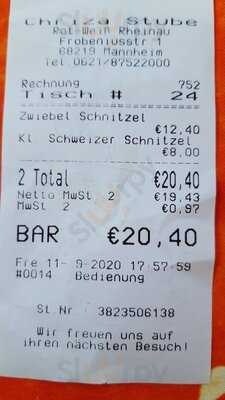 Chriza Stube
Rot-Weiß Rheinau
Frobeniusstr 1
68219 Mannheim
Tel. 0621/87522000
Rechnung 752
Tisch # 24
Zwiebel Schnitzel
€12,40
Kl Schweizer Schnitzel
€8,00
2 Total €20,40
Netto MwSt 2 €19,43
MwSt 2 €0,97
BAR €20,40
Fre 11- 9-2020 17:57:59
#0014 Bedienung
St.Nr 3823506138
Wir freuen uns auf
ihren nächsten Besuch!